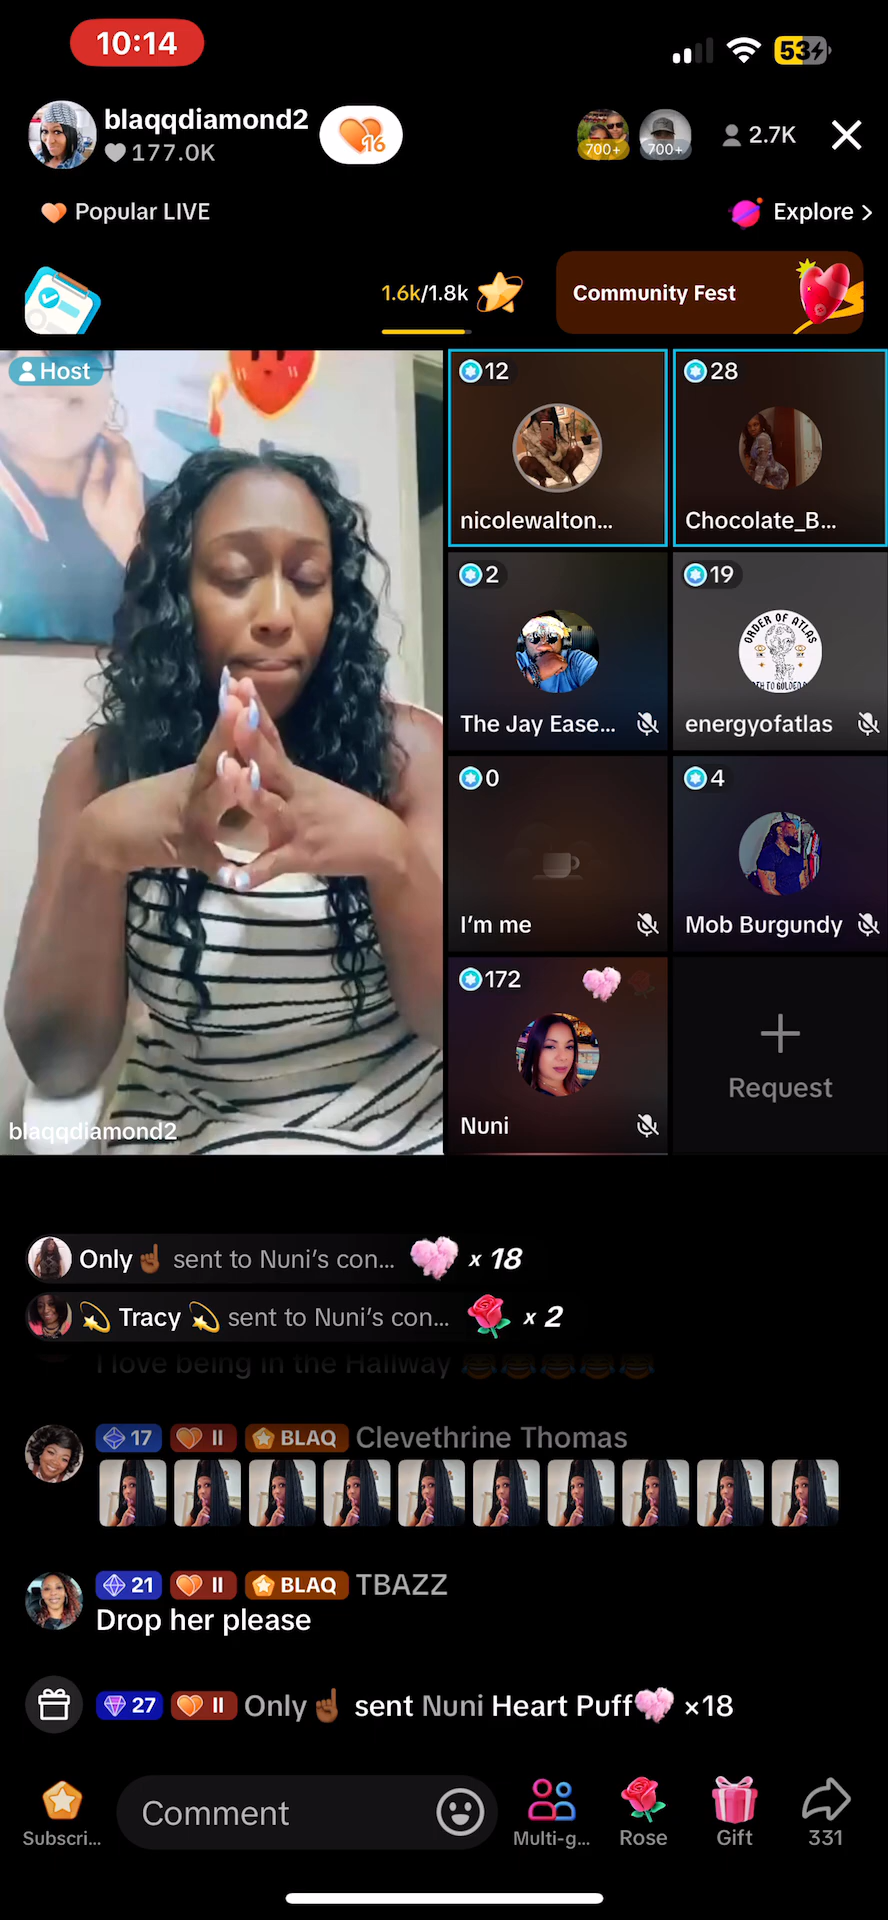 10:14
53
blaqqdiamond2
177.0K
16
700+
700+
2.7K
Popular LIVE
Explore >
1.6k/1.8k
Community Fest
Host
12
nicolewalton...
28
Chocolate_B...
2
The Jay Ease...
19
ORDER OF ATLAS
energyofatlas
0
I'm me
4
Mob Burgundy
172
Nuni
Request
blaqqdiamond2
Only☝🏾 sent to Nuni's con... x 18
💫 Tracy 💫 sent to Nuni's con... x 2
I love being in the Hallway 😂😂😂😂😂
17 II BLAQ Clevethrine Thomas
21 II BLAQ TBAZZ
Drop her please
27 II Only☝🏾 sent Nuni Heart Puff ×18
Comment
Subscri...
Multi-g...
Rose
Gift
331